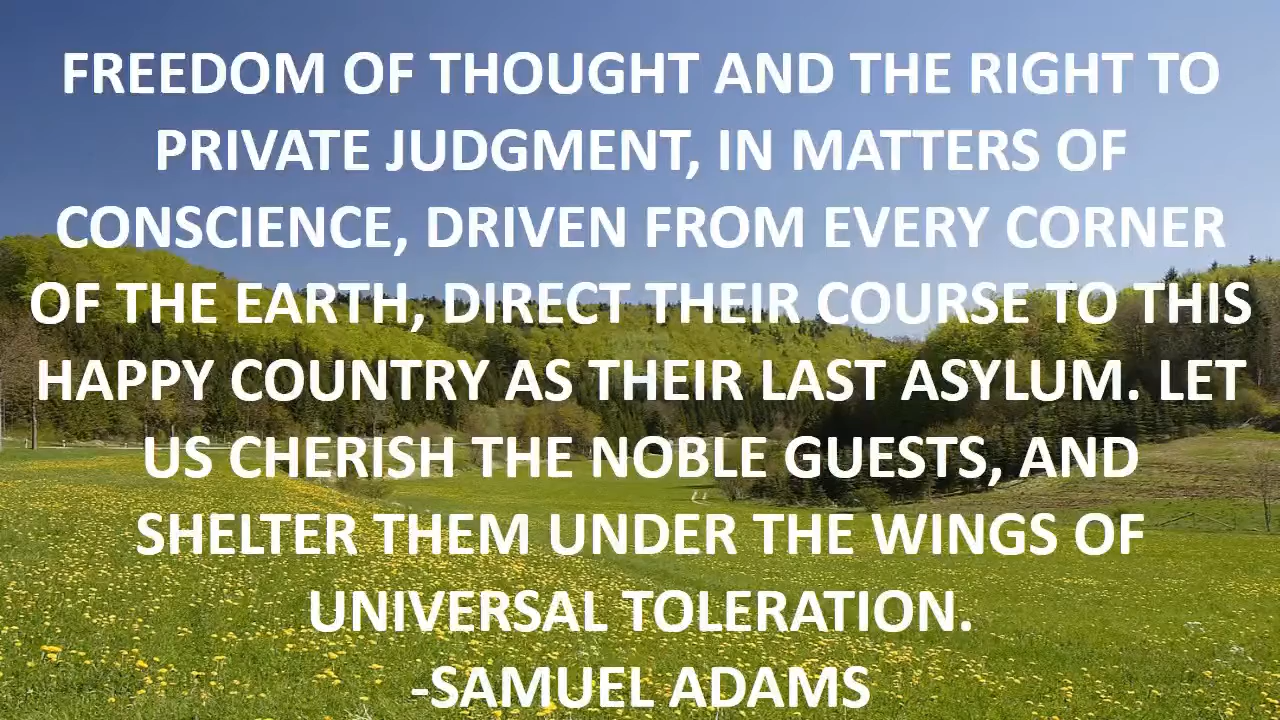 FREEDOM OF THOUGHT AND THE RIGHT TO
PRIVATE JUDGMENT, IN MATTERS OF
CONSCIENCE, DRIVEN FROM EVERY CORNER
OF THE EARTH, DIRECT THEIR COURSE TO THIS
HAPPY COUNTRY AS THEIR LAST ASYLUM. LET
US CHERISH THE NOBLE GUESTS, AND
SHELTER THEM UNDER THE WINGS OF
UNIVERSAL TOLERATION.
-SAMUEL ADAMS